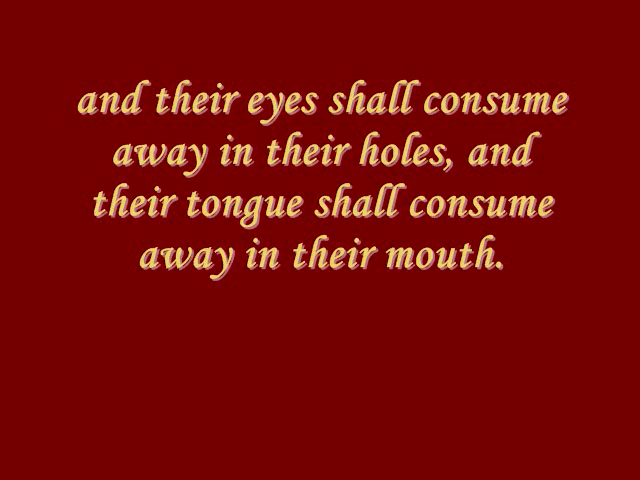 and their eyes shall consume
away in their holes, and
their tongue shall consume
away in their mouth.